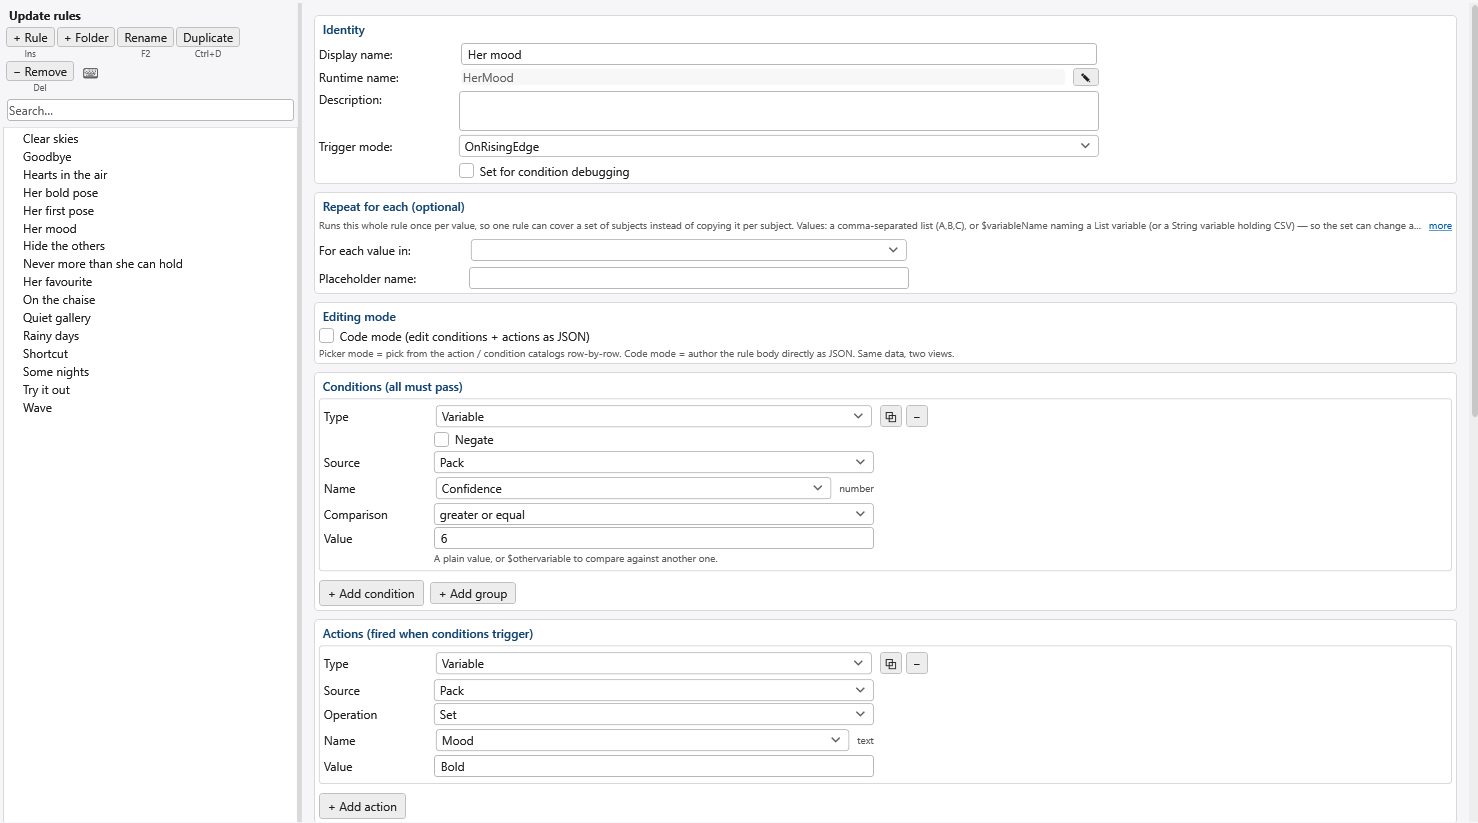 Update rules
+ Rule
+ Folder
Rename
Duplicate
Ins
F2
Ctrl+D
− Remove
Del
Search...
Clear skies
Goodbye
Hearts in the air
Her bold pose
Her first pose
Her mood
Hide the others
Never more than she can hold
Her favourite
On the chaise
Quiet gallery
Rainy days
Shortcut
Some nights
Try it out
Wave
Identity
Display name:
Her mood
Runtime name:
HerMood
Description:
Trigger mode:
OnRisingEdge
Set for condition debugging
Repeat for each (optional)
Runs this whole rule once per value, so one rule can cover a set of subjects instead of copying it per subject. Values: a comma-separated list (A,B,C), or $variableName naming a List variable (or a String variable holding CSV) — so the set can change a... more
For each value in:
Placeholder name:
Editing mode
Code mode (edit conditions + actions as JSON)
Picker mode = pick from the action / condition catalogs row-by-row. Code mode = author the rule body directly as JSON. Same data, two views.
Conditions (all must pass)
Type
Variable
−
Negate
Source
Pack
Name
Confidence
number
Comparison
greater or equal
Value
6
A plain value, or $othervariable to compare against another one.
+ Add condition
+ Add group
Actions (fired when conditions trigger)
Type
Variable
−
Source
Pack
Operation
Set
Name
Mood
text
Value
Bold
+ Add action